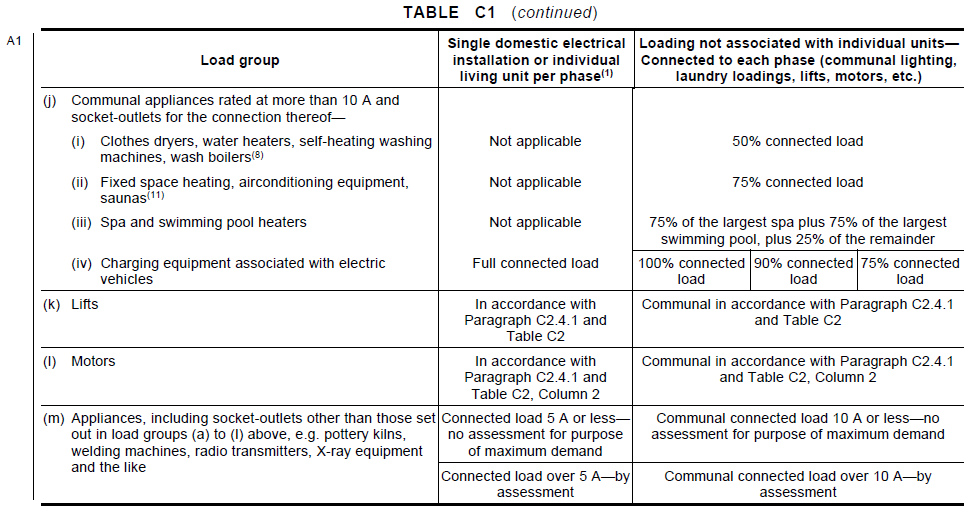 TABLE C1 (continued)
A1
Load group
Single domestic electrical
installation or individual
living unit per phase(1)
Loading not associated with individual units—
Connected to each phase (communal lighting,
laundry loadings, lifts, motors, etc.)
(j) Communal appliances rated at more than 10 A and
socket-outlets for the connection thereof—
(i) Clothes dryers, water heaters, self-heating washing
machines, wash boilers(8)
Not applicable
50% connected load
(ii) Fixed space heating, airconditioning equipment,
saunas(11)
Not applicable
75% connected load
(iii) Spa and swimming pool heaters
Not applicable
75% of the largest spa plus 75% of the largest
swimming pool, plus 25% of the remainder
(iv) Charging equipment associated with electric
vehicles
Full connected load
100% connected
load
90% connected
load
75% connected
load
(k) Lifts
In accordance with
Paragraph C2.4.1 and
Table C2
Communal in accordance with Paragraph C2.4.1
and Table C2
(l) Motors
In accordance with
Paragraph C2.4.1 and
Table C2, Column 2
Communal in accordance with Paragraph C2.4.1
and Table C2, Column 2
(m) Appliances, including socket-outlets other than those set
out in load groups (a) to (l) above, e.g. pottery kilns,
welding machines, radio transmitters, X-ray equipment
and the like
Connected load 5 A or less—
no assessment for purpose
of maximum demand
Communal connected load 10 A or less—no
assessment for purpose of maximum demand
Connected load over 5 A—by
assessment
Communal connected load over 10 A—by
assessment